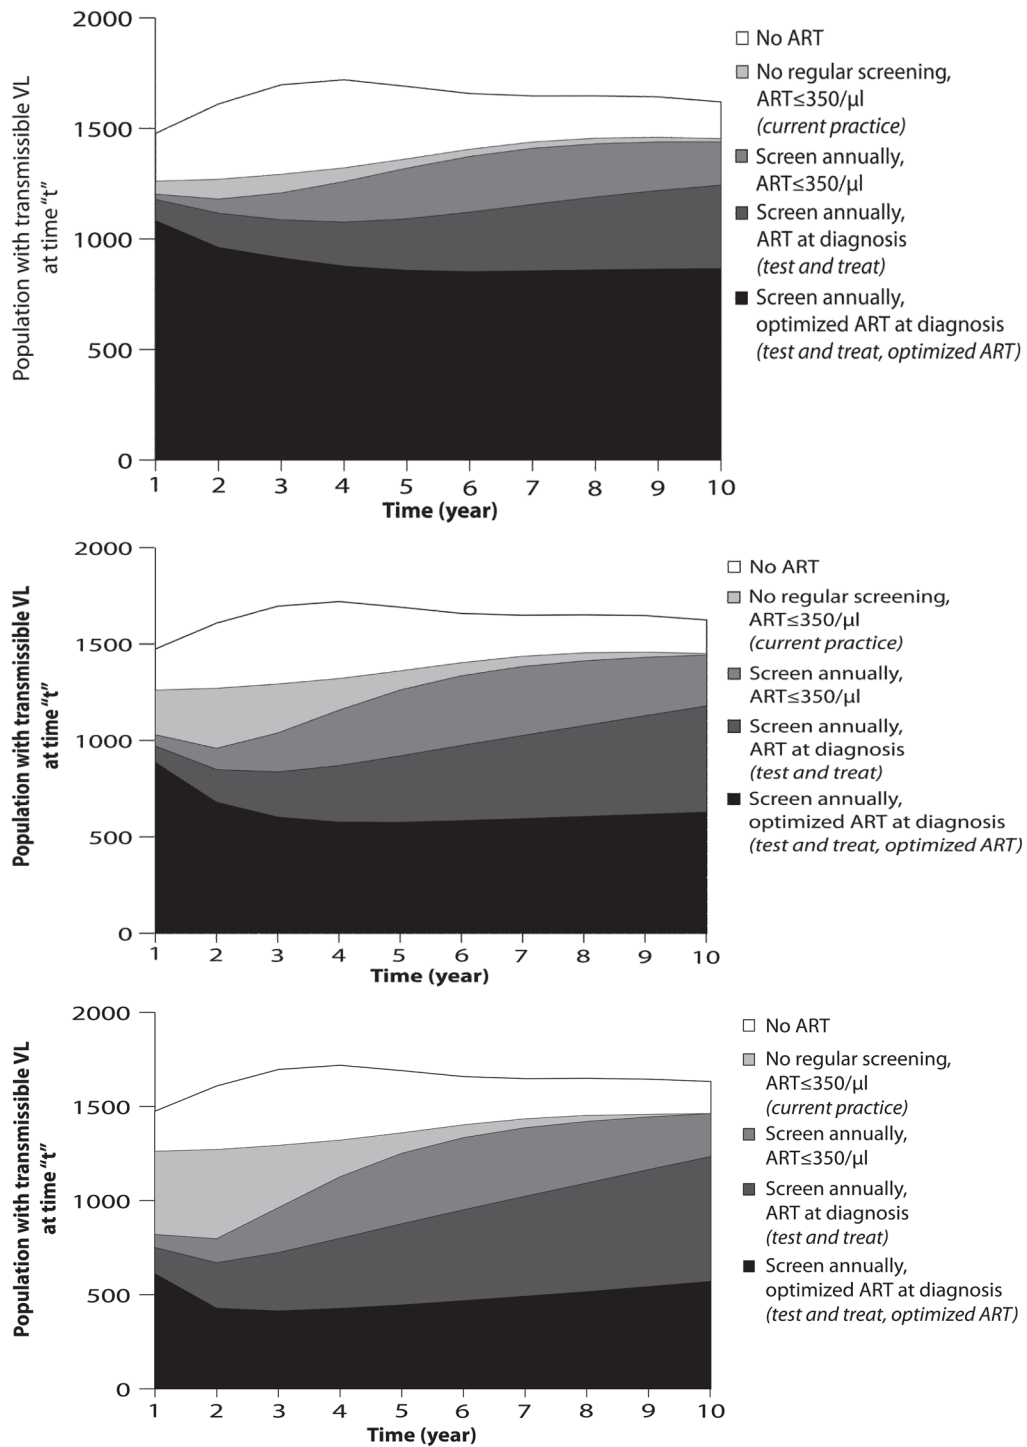 2000
1500
1000
500
0
Population with transmissible VL
at time "t"
1 2 3 4 5 6 7 8 9 10
Time (year)
No ART
No regular screening,
ART≤350/μl
(current practice)
Screen annually,
ART≤350/μl
Screen annually,
ART at diagnosis
(test and treat)
Screen annually,
optimized ART at diagnosis
(test and treat, optimized ART)
2000
1500
1000
500
0
Population with transmissible VL
at time "t"
1 2 3 4 5 6 7 8 9 10
Time (year)
No ART
No regular screening,
ART≤350/μl
(current practice)
Screen annually,
ART≤350/μl
Screen annually,
ART at diagnosis
(test and treat)
Screen annually,
optimized ART at diagnosis
(test and treat, optimized ART)
2000
1500
1000
500
0
Population with transmissible VL
at time "t"
1 2 3 4 5 6 7 8 9 10
Time (year)
No ART
No regular screening,
ART≤350/μl
(current practice)
Screen annually,
ART≤350/μl
Screen annually,
ART at diagnosis
(test and treat)
Screen annually,
optimized ART at diagnosis
(test and treat, optimized ART)